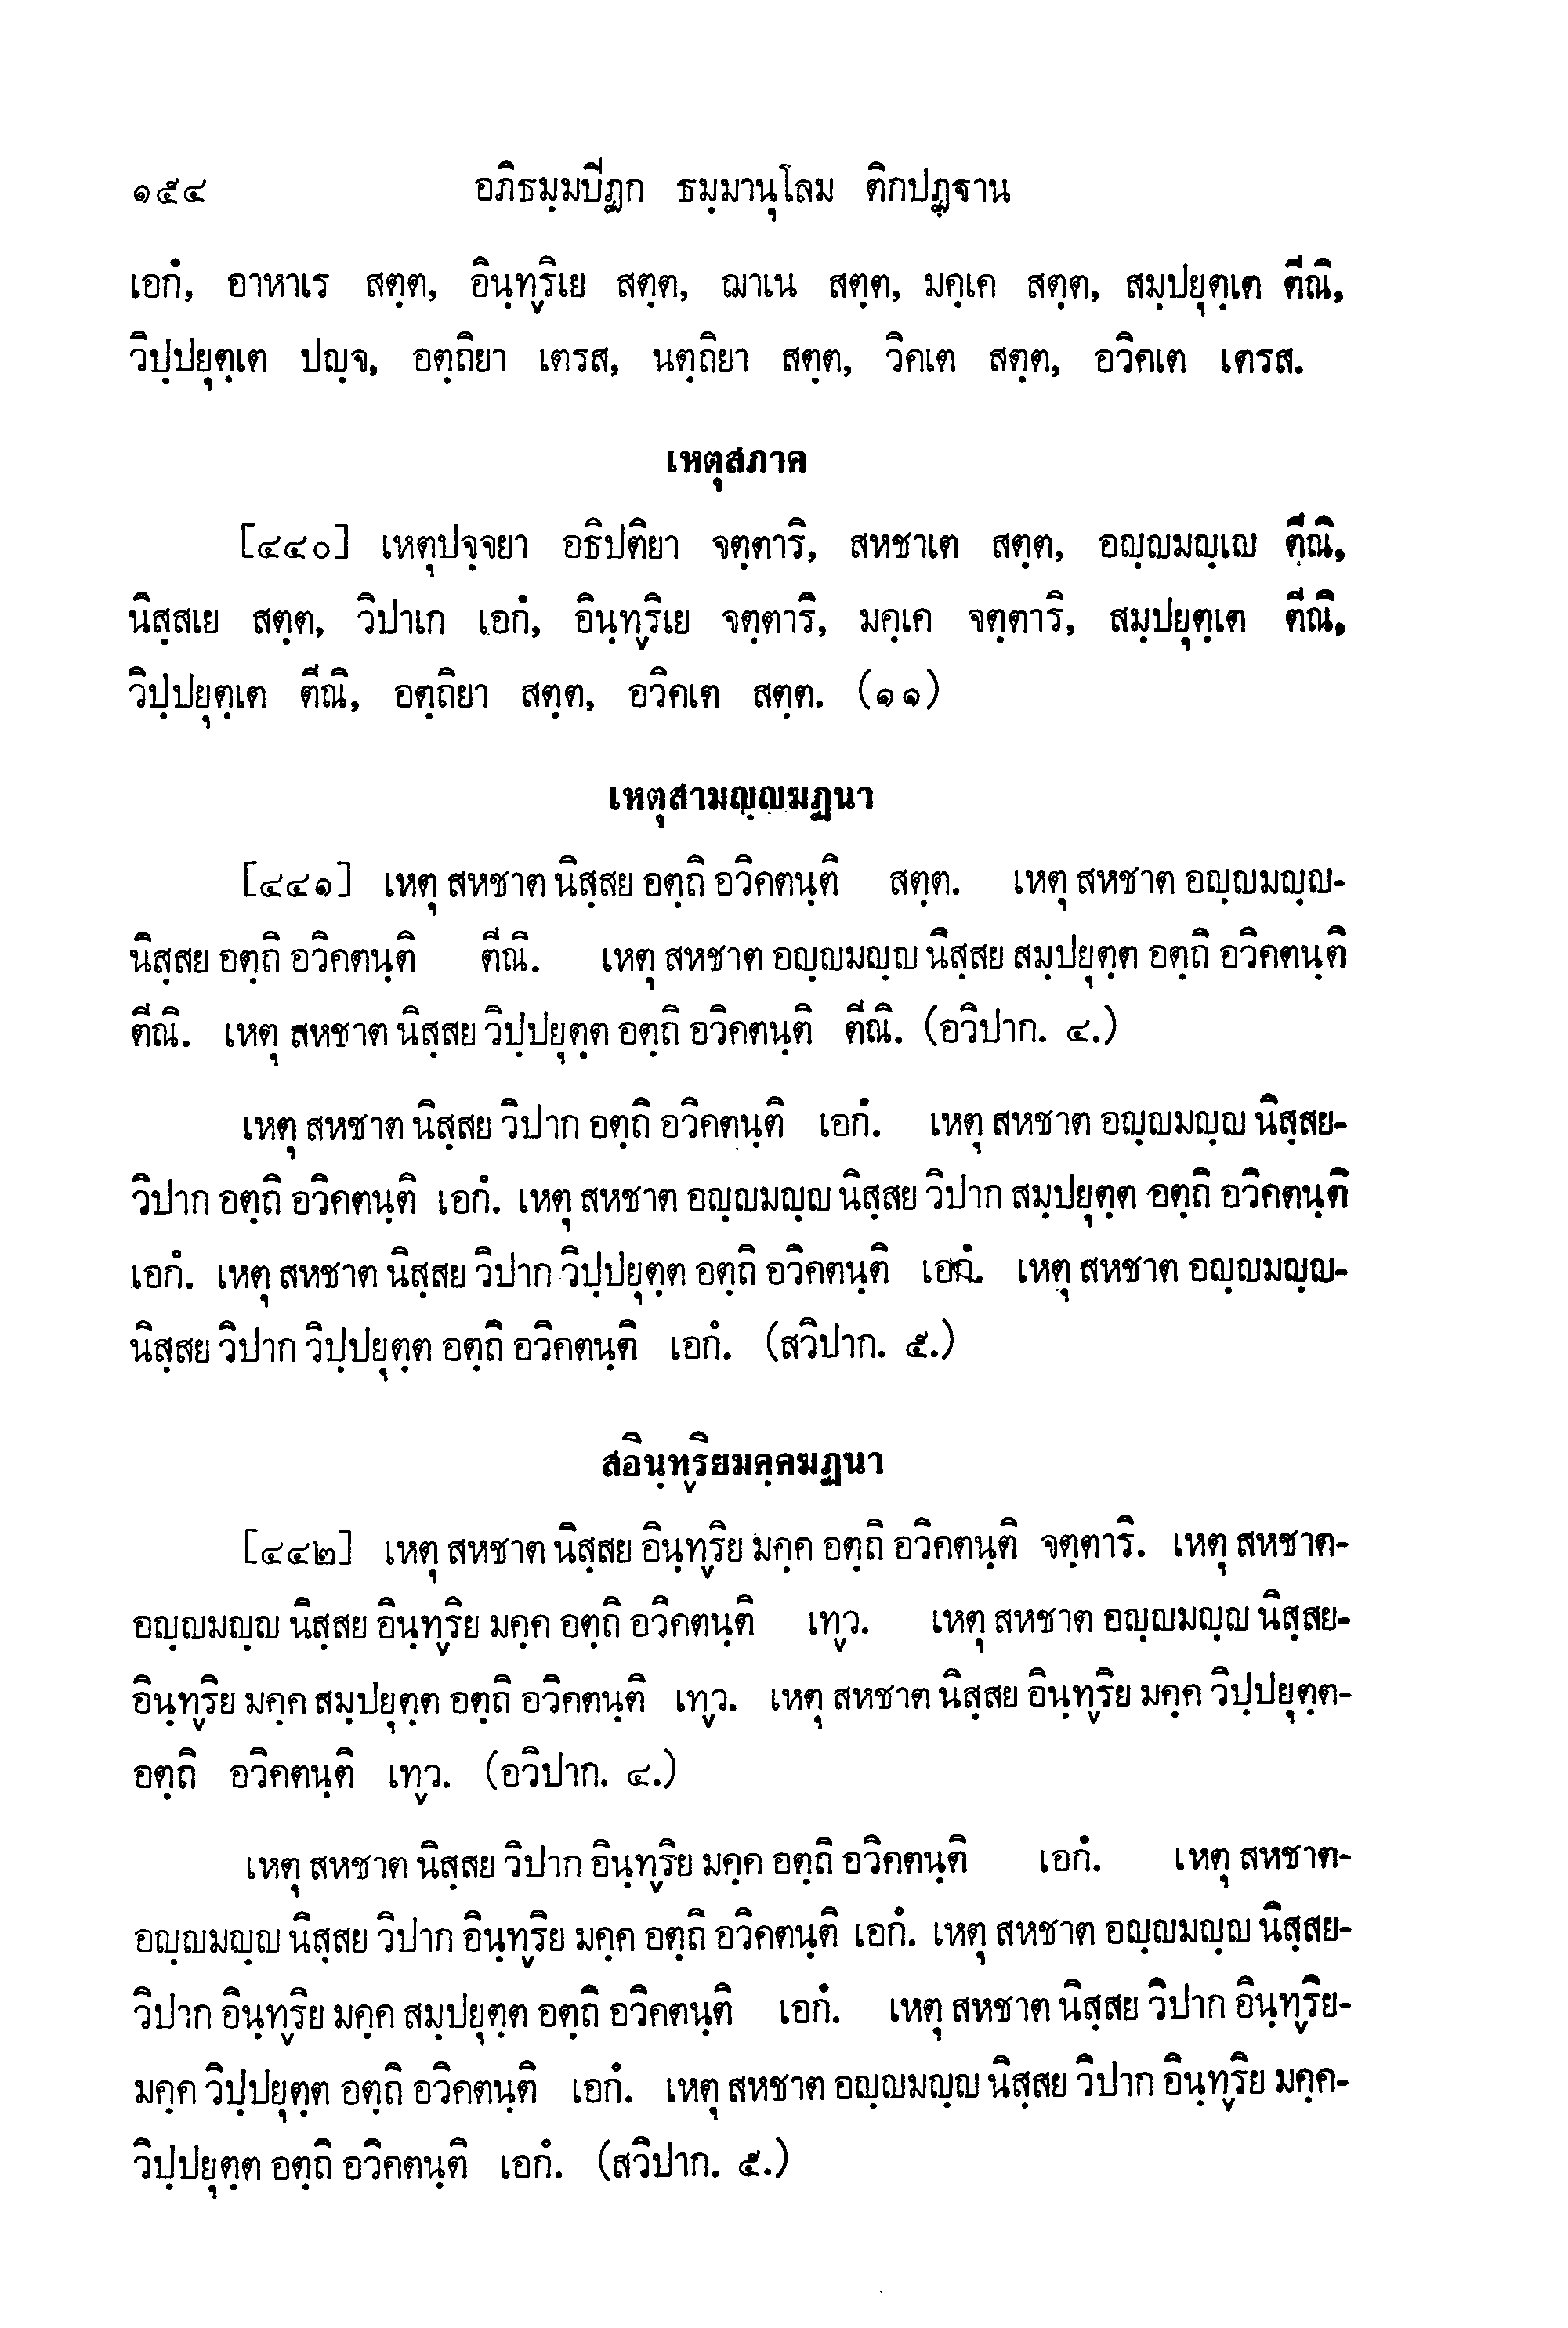 ๑๕๔ อภิธมฺมปิฏก ธมฺมานุโลม ติกปฏฺฐาน
เอกํ, อาหาเร สตฺต, อินฺทฺริเย สตฺต, ฌาเน สตฺต, มคฺเค สตฺต, สมฺปยุตฺเต ตีณิ,
วิปฺปยุตฺเต ปญฺจ, อตฺถิยา เตรส, นตฺถิยา สตฺต, วิคเต สตฺต, อวิคเต เตรส.
เหตุสภาค
[๔๔๐] เหตุปจฺจยา อธิปติยา จตฺตาริ, สหชาเต สตฺต, อญฺญมญฺเญ ตีณิ,
นิสฺสเย สตฺต, วิปาเก เอกํ, อินฺทฺริเย จตฺตาริ, มคฺเค จตฺตาริ, สมฺปยุตฺเต ตีณิ,
วิปฺปยุตฺเต ตีณิ, อตฺถิยา สตฺต, อวิคเต สตฺต. (๑๑)
เหตุสามญฺญฆฏนา
[๔๔๑] เหตุ สหชาต นิสฺสย อตฺถิ อวิคตนฺติ สตฺต. เหตุ สหชาต อญฺญมญฺญ-
นิสฺสย อตฺถิ อวิคตนฺติ ตีณิ. เหตุ สหชาต อญฺญมญฺญ นิสฺสย สมฺปยุตฺต อตฺถิ อวิคตนฺติ
ตีณิ. เหตุ สหชาต นิสฺสย วิปฺปยุตฺต อตฺถิ อวิคตนฺติ ตีณิ. (อวิปาก. ๔.)
เหตุ สหชาต นิสฺสย วิปาก อตฺถิ อวิคตนฺติ เอกํ. เหตุ สหชาต อญฺญมญฺญ นิสฺสย-
วิปาก อตฺถิ อวิคตนฺติ เอกํ. เหตุ สหชาต อญฺญมญฺญ นิสฺสย วิปาก สมฺปยุตฺต อตฺถิ อวิคตนฺติ
เอกํ. เหตุ สหชาต นิสฺสย วิปาก วิปฺปยุตฺต อตฺถิ อวิคตนฺติ เอกํ. เหตุ สหชาต อญฺญมญฺญ-
นิสฺสย วิปาก วิปฺปยุตฺต อตฺถิ อวิคตนฺติ เอกํ. (สวิปาก. ๕.)
สอินฺทฺริยมคฺคฆฏนา
[๔๔๒] เหตุ สหชาต นิสฺสย อินฺทฺริย มคฺค อตฺถิ อวิคตนฺติ จตฺตาริ. เหตุ สหชาต-
อญฺญมญฺญ นิสฺสย อินฺทฺริย มคฺค อตฺถิ อวิคตนฺติ เทฺว. เหตุ สหชาต อญฺญมญฺญ นิสฺสย-
อินฺทฺริย มคฺค สมฺปยุตฺต อตฺถิ อวิคตนฺติ เทฺว. เหตุ สหชาต นิสฺสย อินฺทฺริย มคฺค วิปฺปยุตฺต-
อตฺถิ อวิคตนฺติ เทฺว. (อวิปาก. ๔.)
เหตุ สหชาต นิสฺสย วิปาก อินฺทฺริย มคฺค อตฺถิ อวิคตนฺติ เอกํ. เหตุ สหชาต-
อญฺญมญฺญ นิสฺสย วิปาก อินฺทฺริย มคฺค อตฺถิ อวิคตนฺติ เอกํ. เหตุ สหชาต อญฺญมญฺญ นิสฺสย-
วิปาก อินฺทฺริย มคฺค สมฺปยุตฺต อตฺถิ อวิคตนฺติ เอกํ. เหตุ สหชาต นิสฺสย วิปาก อินฺทฺริย-
มคฺค วิปฺปยุตฺต อตฺถิ อวิคตนฺติ เอกํ. เหตุ สหชาต อญฺญมญฺญ นิสฺสย วิปาก อินฺทฺริย มคฺค-
วิปฺปยุตฺต อตฺถิ อวิคตนฺติ เอกํ. (สวิปาก. ๕.)